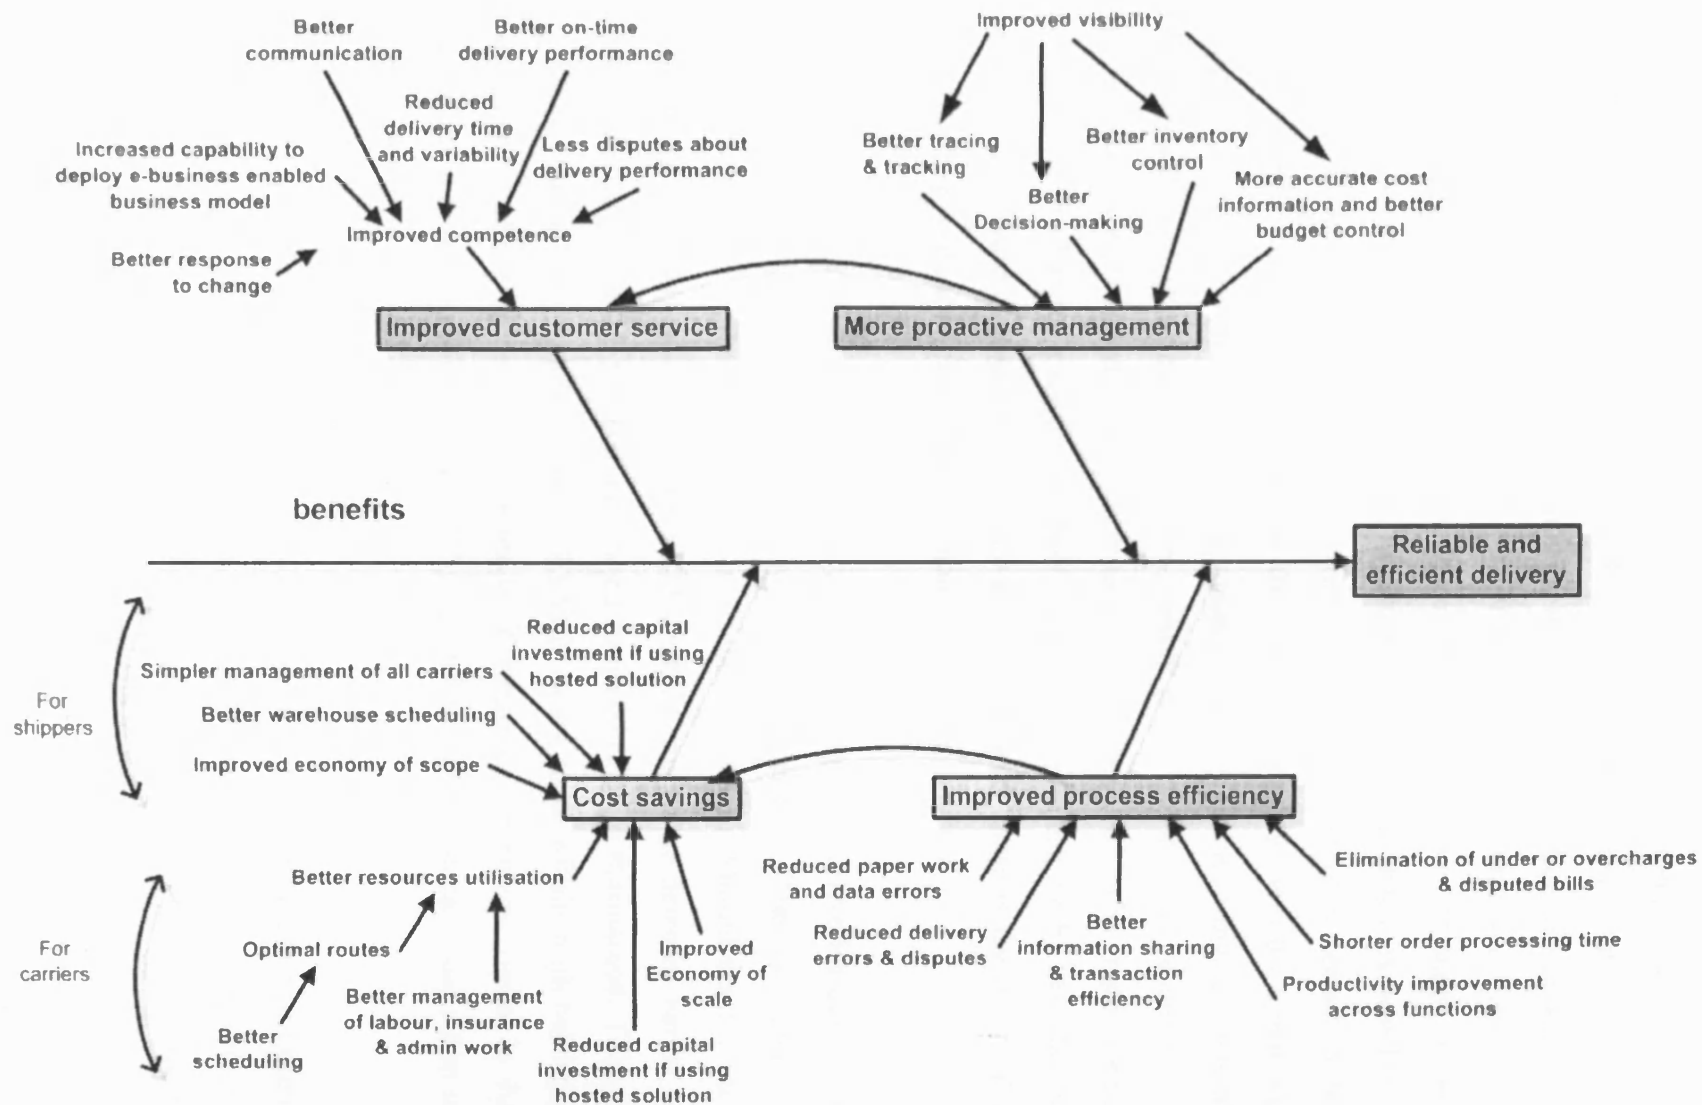 Better
communication
Better on-time
delivery performance
Improved visibility
Reduced
delivery time
and variability
Increased capability to
deploy e-business enabled
business model
Less disputes about
delivery performance
Better tracing
& tracking
Better inventory
control
Better
Decision-making
More accurate cost
information and better
budget control
Improved competence
Better response
to change
Improved customer service
More proactive management
benefits
Reliable and
efficient delivery
Reduced capital
investment if using
hosted solution
Simpler management of all carriers
Better warehouse scheduling
Improved economy of scope
For
shippers
Cost savings
Improved process efficiency
Better resources utilisation
Reduced paper work
and data errors
Elimination of under or overcharges
& disputed bills
For
carriers
Optimal routes
Improved
Economy of
scale
Reduced delivery
errors & disputes
Better
information sharing
& transaction
efficiency
Shorter order processing time
Productivity improvement
across functions
Better management
of labour, insurance
& admin work
Better
scheduling
Reduced capital
investment if using
hosted solution